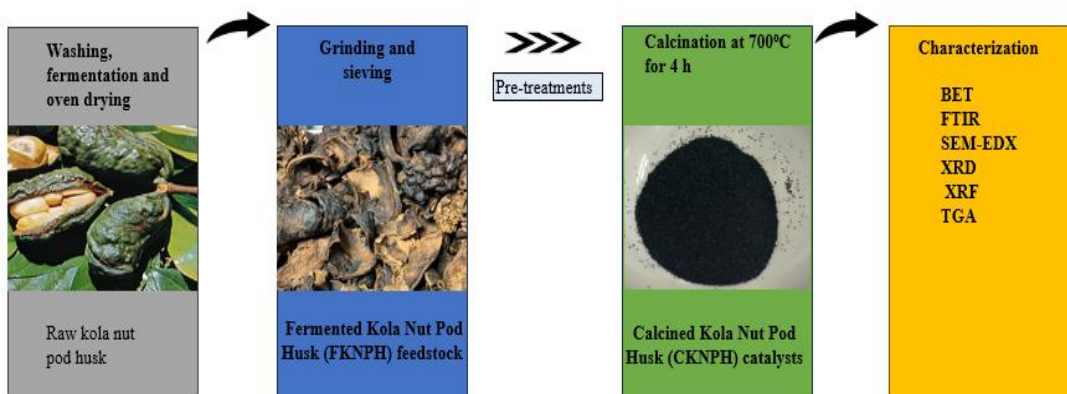 Washing,
fermentation and
oven drying
Raw kola nut
pod husk
Grinding and
sieving
Fermented Kola Nut Pod
Husk (FKNPH) feedstock
Pre-treatments
Calcination at 700⁰C
for 4 h
Calcined Kola Nut Pod
Husk (CKNPH) catalysts
Characterization
BET
FTIR
SEM-EDX
XRD
XRF
TGA